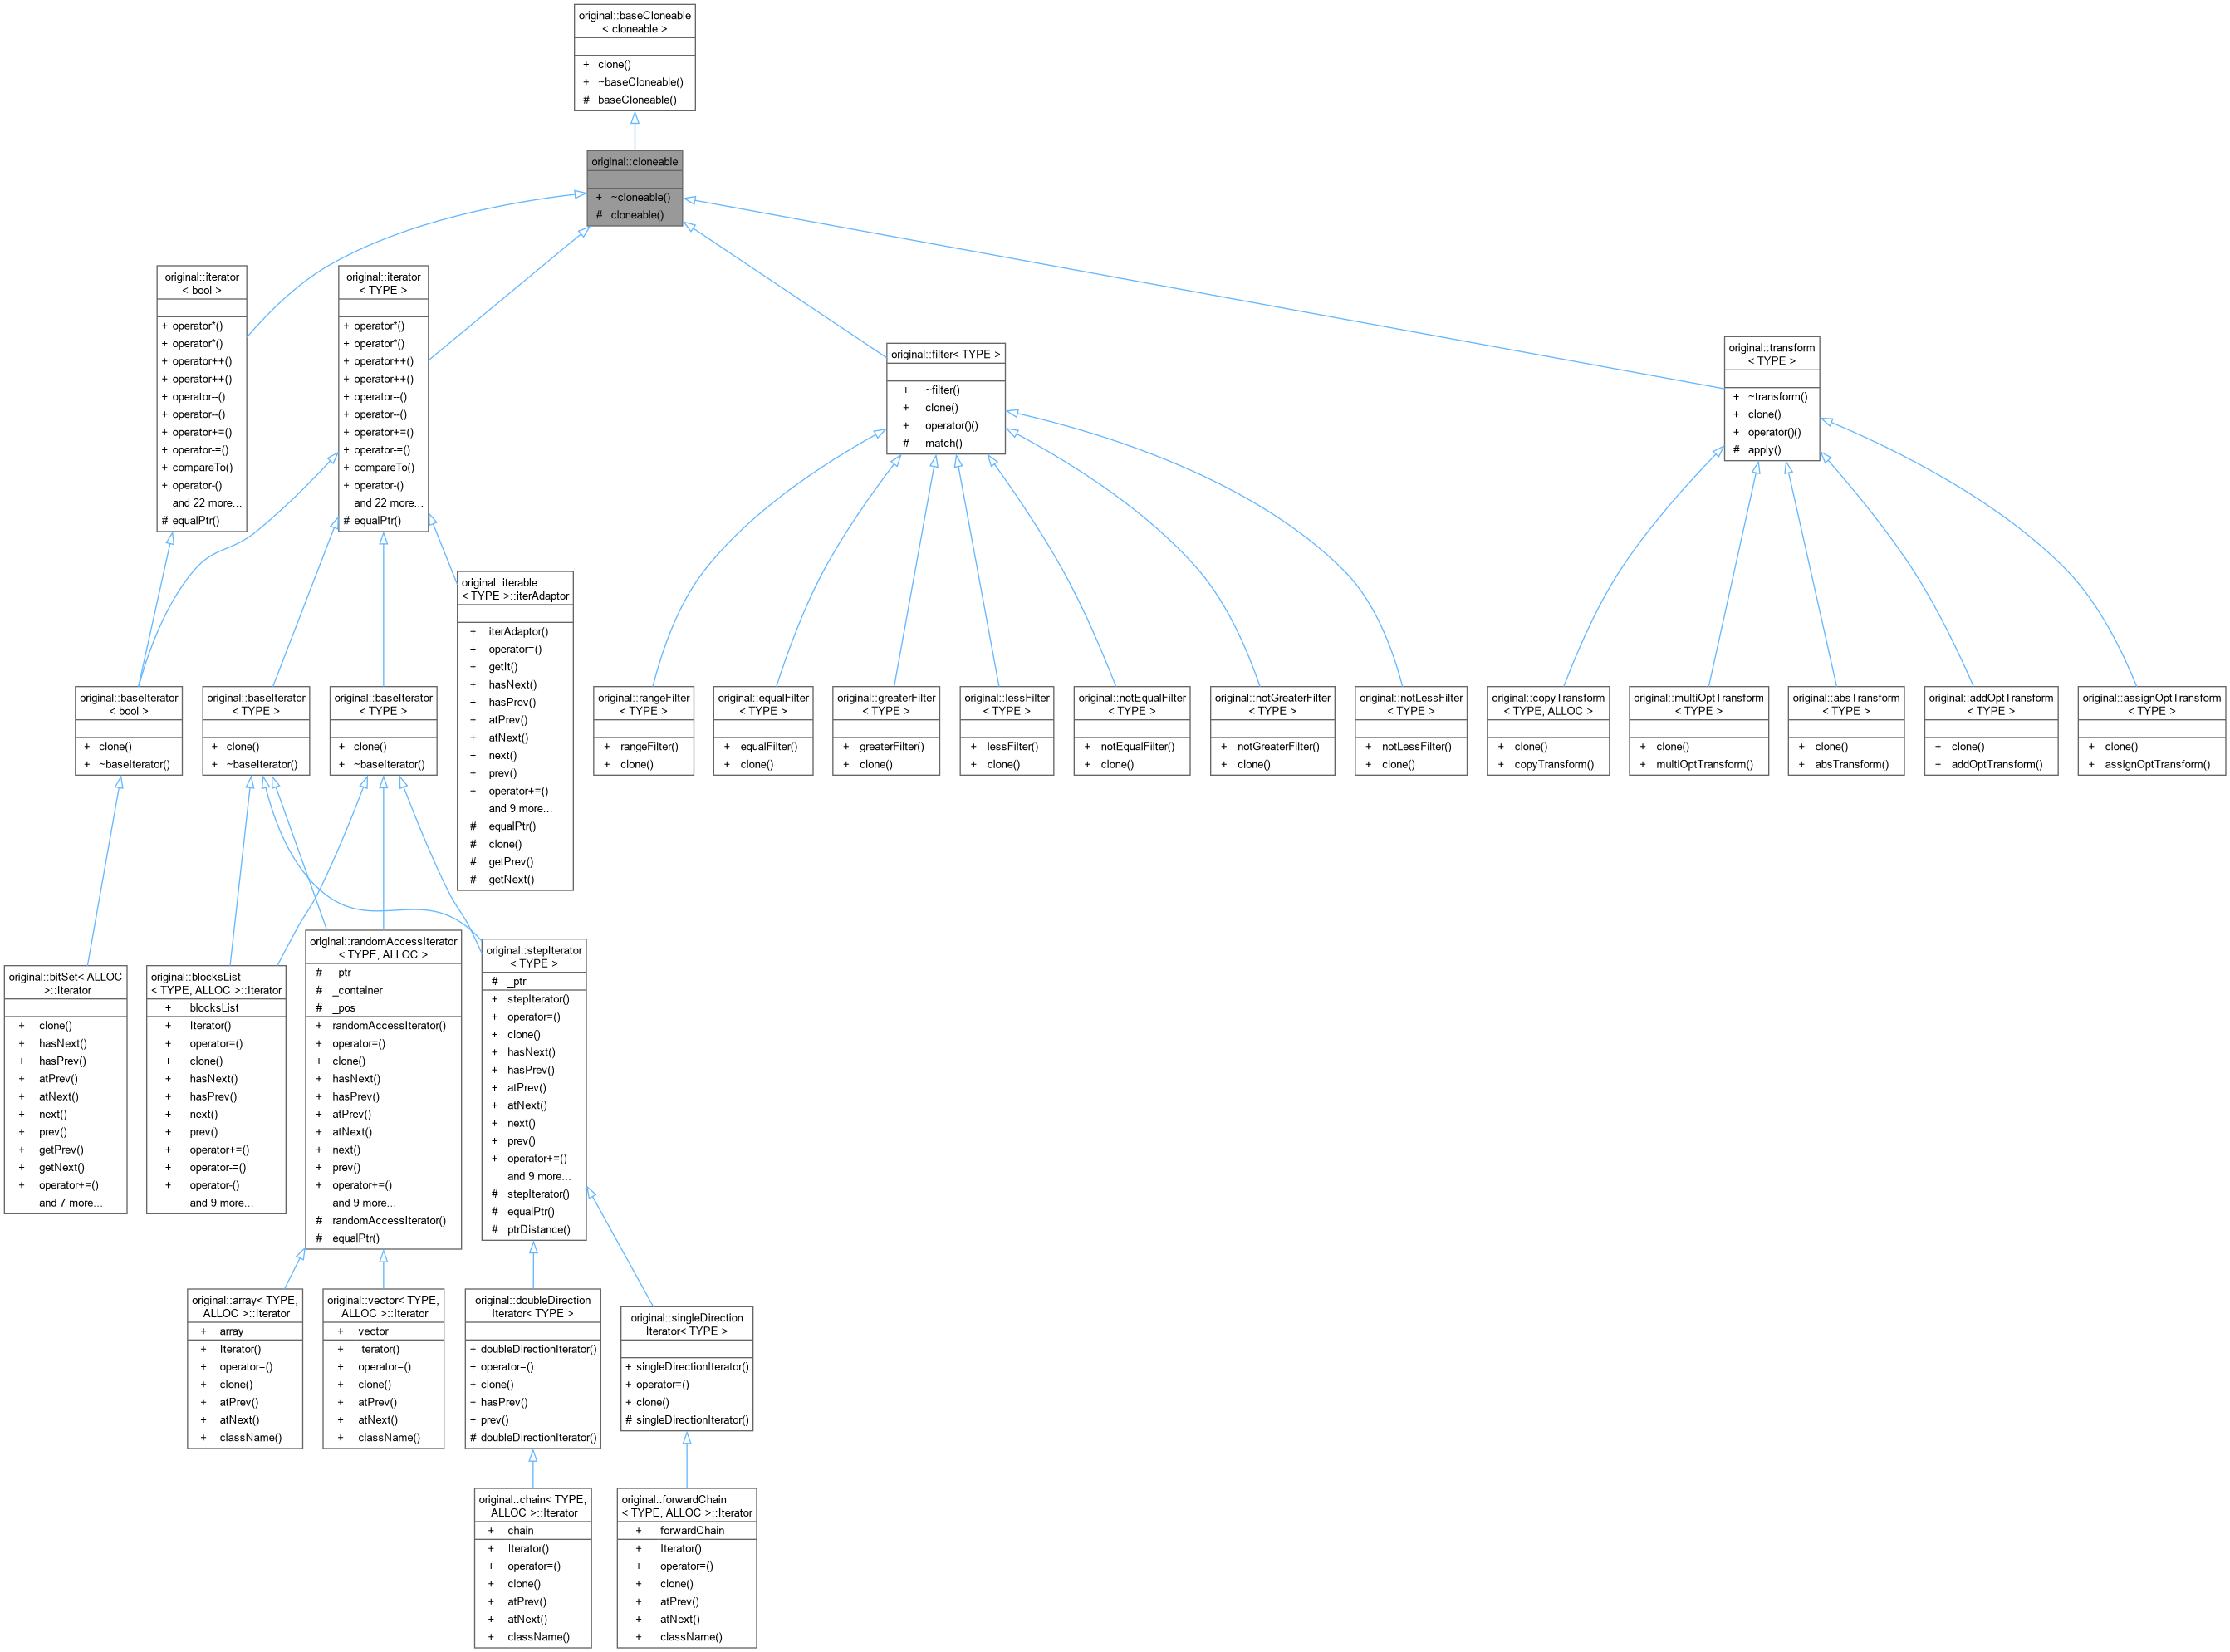 original::baseCloneable
< cloneable >
+ clone()
+ ~baseCloneable()
# baseCloneable()
original::cloneable
+ ~cloneable()
# cloneable()
original::iterator
< bool >
+ operator*()
+ operator*()
+ operator++()
+ operator++()
+ operator--()
+ operator--()
+ operator+=()
+ operator-=()
+ compareTo()
+ operator-()
and 22 more...
# equalPtr()
original::iterator
< TYPE >
+ operator*()
+ operator*()
+ operator++()
+ operator++()
+ operator--()
+ operator--()
+ operator+=()
+ operator-=()
+ compareTo()
+ operator-()
and 22 more...
# equalPtr()
original::filter< TYPE >
+ ~filter()
+ clone()
+ operator()()
# match()
original::transform
< TYPE >
+ ~transform()
+ clone()
+ operator()()
# apply()
original::iterable
< TYPE >::iterAdaptor
+ iterAdaptor()
+ operator=()
+ getIt()
+ hasNext()
+ hasPrev()
+ atPrev()
+ atNext()
+ next()
+ prev()
+ operator+=()
and 9 more...
# equalPtr()
# clone()
# getPrev()
# getNext()
original::baseIterator
< bool >
+ clone()
+ ~baseIterator()
original::baseIterator
< TYPE >
+ clone()
+ ~baseIterator()
original::baseIterator
< TYPE >
+ clone()
+ ~baseIterator()
original::rangeFilter
< TYPE >
+ rangeFilter()
+ clone()
original::equalFilter
< TYPE >
+ equalFilter()
+ clone()
original::greaterFilter
< TYPE >
+ greaterFilter()
+ clone()
original::lessFilter
< TYPE >
+ lessFilter()
+ clone()
original::notEqualFilter
< TYPE >
+ notEqualFilter()
+ clone()
original::notGreaterFilter
< TYPE >
+ notGreaterFilter()
+ clone()
original::notLessFilter
< TYPE >
+ notLessFilter()
+ clone()
original::copyTransform
< TYPE, ALLOC >
+ clone()
+ copyTransform()
original::multiOptTransform
< TYPE >
+ clone()
+ multiOptTransform()
original::absTransform
< TYPE >
+ clone()
+ absTransform()
original::addOptTransform
< TYPE >
+ clone()
+ addOptTransform()
original::assignOptTransform
< TYPE >
+ clone()
+ assignOptTransform()
original::bitSet< ALLOC
>::Iterator
+ clone()
+ hasNext()
+ hasPrev()
+ atPrev()
+ atNext()
+ next()
+ prev()
+ getPrev()
+ getNext()
+ operator+=()
and 7 more...
original::blocksList
< TYPE, ALLOC >::Iterator
+ blocksList
+ Iterator()
+ operator=()
+ clone()
+ hasNext()
+ hasPrev()
+ next()
+ prev()
+ operator+=()
+ operator-=()
+ operator-()
and 9 more...
original::randomAccessIterator
< TYPE, ALLOC >
# _ptr
# _container
# _pos
+ randomAccessIterator()
+ operator=()
+ clone()
+ hasNext()
+ hasPrev()
+ atPrev()
+ atNext()
+ next()
+ prev()
+ operator+=()
and 9 more...
# randomAccessIterator()
# equalPtr()
original::stepIterator
< TYPE >
# _ptr
+ stepIterator()
+ operator=()
+ clone()
+ hasNext()
+ hasPrev()
+ atPrev()
+ atNext()
+ next()
+ prev()
+ operator+=()
and 9 more...
# stepIterator()
# equalPtr()
# ptrDistance()
original::array< TYPE,
ALLOC >::Iterator
+ array
+ Iterator()
+ operator=()
+ clone()
+ atPrev()
+ atNext()
+ className()
original::vector< TYPE,
ALLOC >::Iterator
+ vector
+ Iterator()
+ operator=()
+ clone()
+ atPrev()
+ atNext()
+ className()
original::doubleDirection
Iterator< TYPE >
+ doubleDirectionIterator()
+ operator=()
+ clone()
+ hasPrev()
+ prev()
# doubleDirectionIterator()
original::singleDirection
Iterator< TYPE >
+ singleDirectionIterator()
+ operator=()
+ clone()
# singleDirectionIterator()
original::chain< TYPE,
ALLOC >::Iterator
+ chain
+ Iterator()
+ operator=()
+ clone()
+ atPrev()
+ atNext()
+ className()
original::forwardChain
< TYPE, ALLOC >::Iterator
+ forwardChain
+ Iterator()
+ operator=()
+ clone()
+ atPrev()
+ atNext()
+ className()